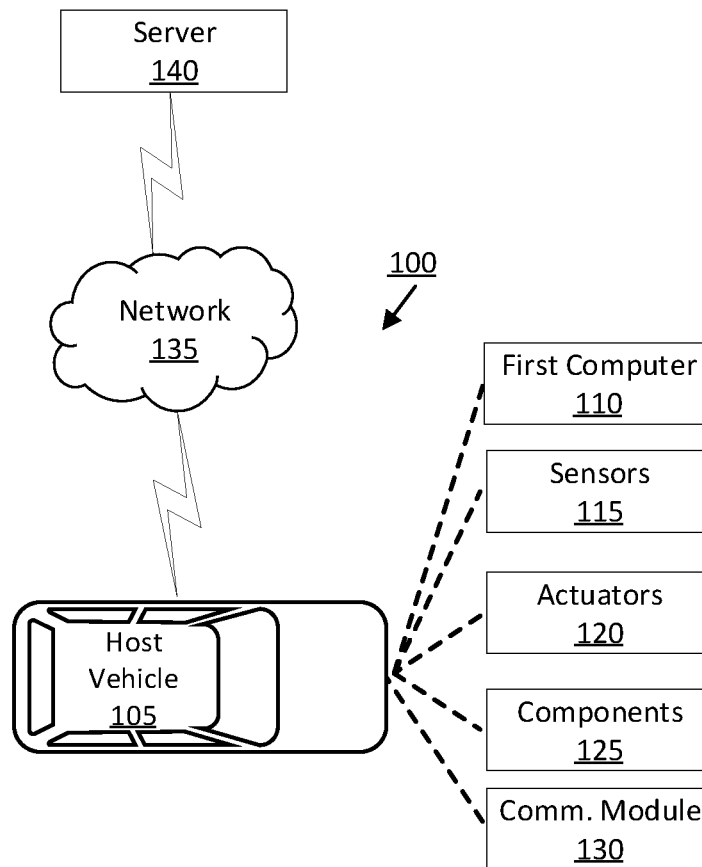 Server
140
Network
135
100
First Computer
110
Sensors
115
Actuators
120
Components
125
Comm. Module
130
Host
Vehicle
105